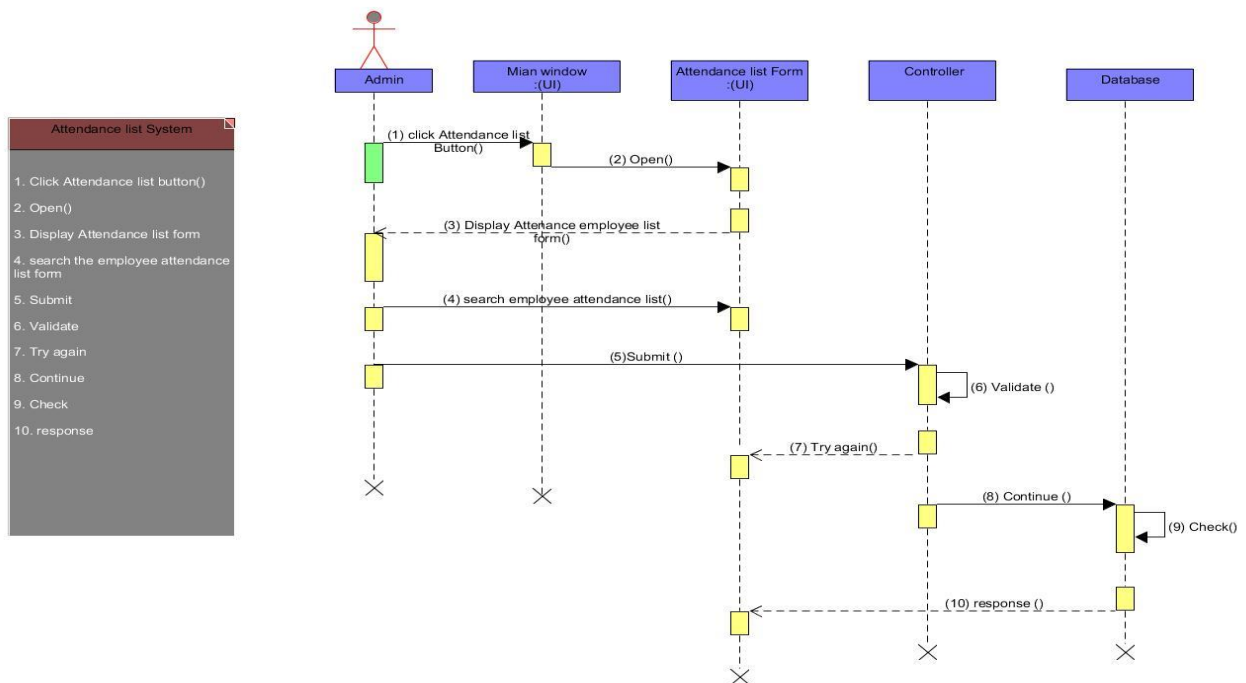 Admin
Mian window
:(UI)
Attendance list Form
:(UI)
Controller
Database
Attendance list System
1. Click Attendance list button()
2. Open()
3. Display Attendance list form
4. search the employee attendance
list form
5. Submit
6. Validate
7. Try again
8. Continue
9. Check
10. response
(1) click Attendance list
Button()
(2) Open()
(3) Display Attenance employee list
form()
(4) search employee attendance list()
(5)Submit ()
(6) Validate ()
(7) Try again()
(8) Continue ()
(9) Check()
(10) response ()